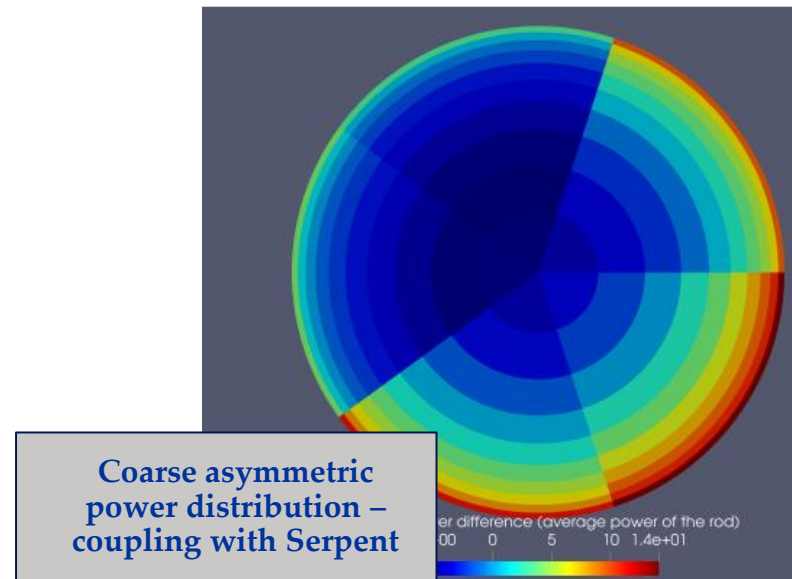 Coarse asymmetric
power distribution –
coupling with Serpent
difference (average power of the rod)
0 5 10 1.4e+01